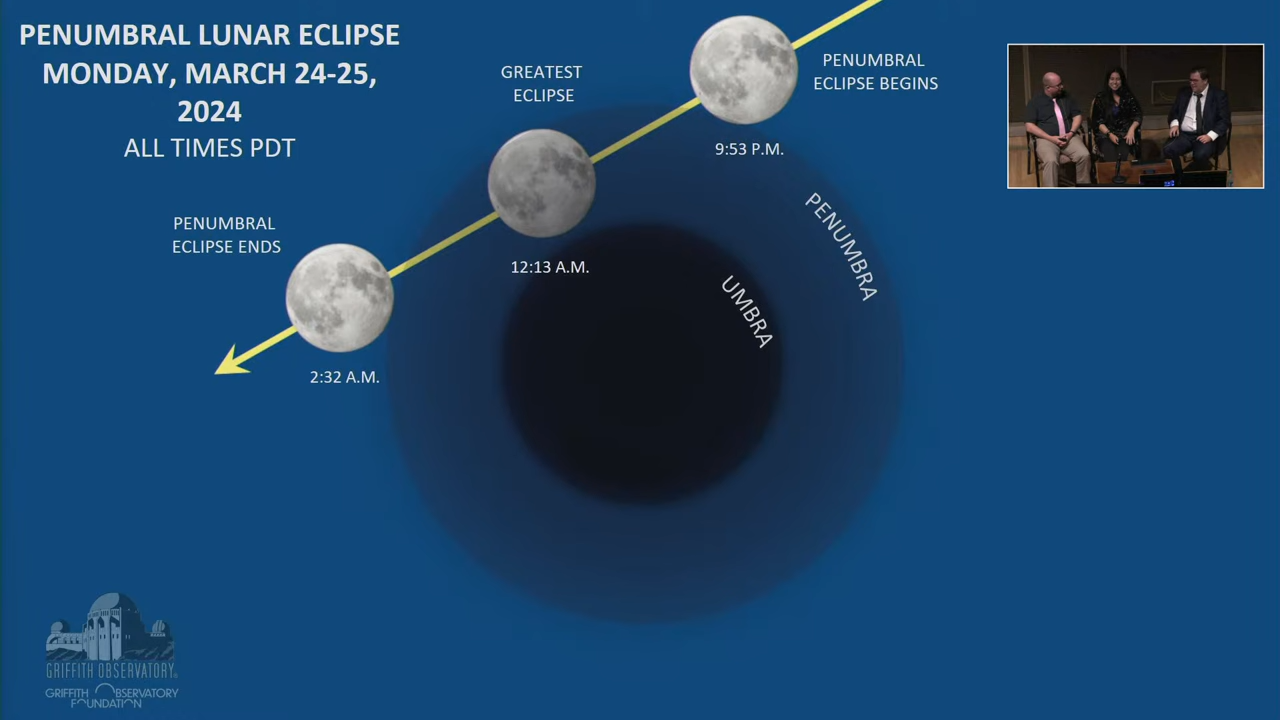 PENUMBRAL LUNAR ECLIPSE
MONDAY, MARCH 24-25,
2024
ALL TIMES PDT
PENUMBRAL
ECLIPSE BEGINS
9:53 P.M.
GREATEST
ECLIPSE
12:13 A.M.
PENUMBRAL
ECLIPSE ENDS
2:32 A.M.
PENUMBRA
UMBRA
GRIFFITH OBSERVATORY
GRIFFITH OBSERVATORY
FOUNDATION